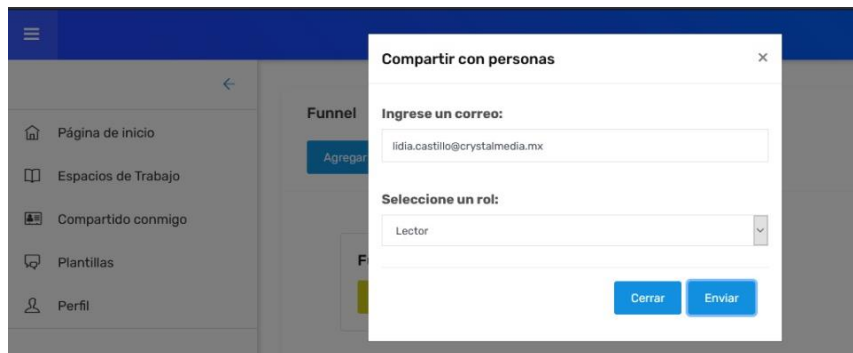 Compartir con personas
Ingrese un correo:
lidia.castillo@crystalmedia.mx
Seleccione un rol:
Lector
Cerrar
Enviar
Página de inicio
Espacios de Trabajo
Compartido conmigo
Plantillas
Perfil
Funnel
Agregar